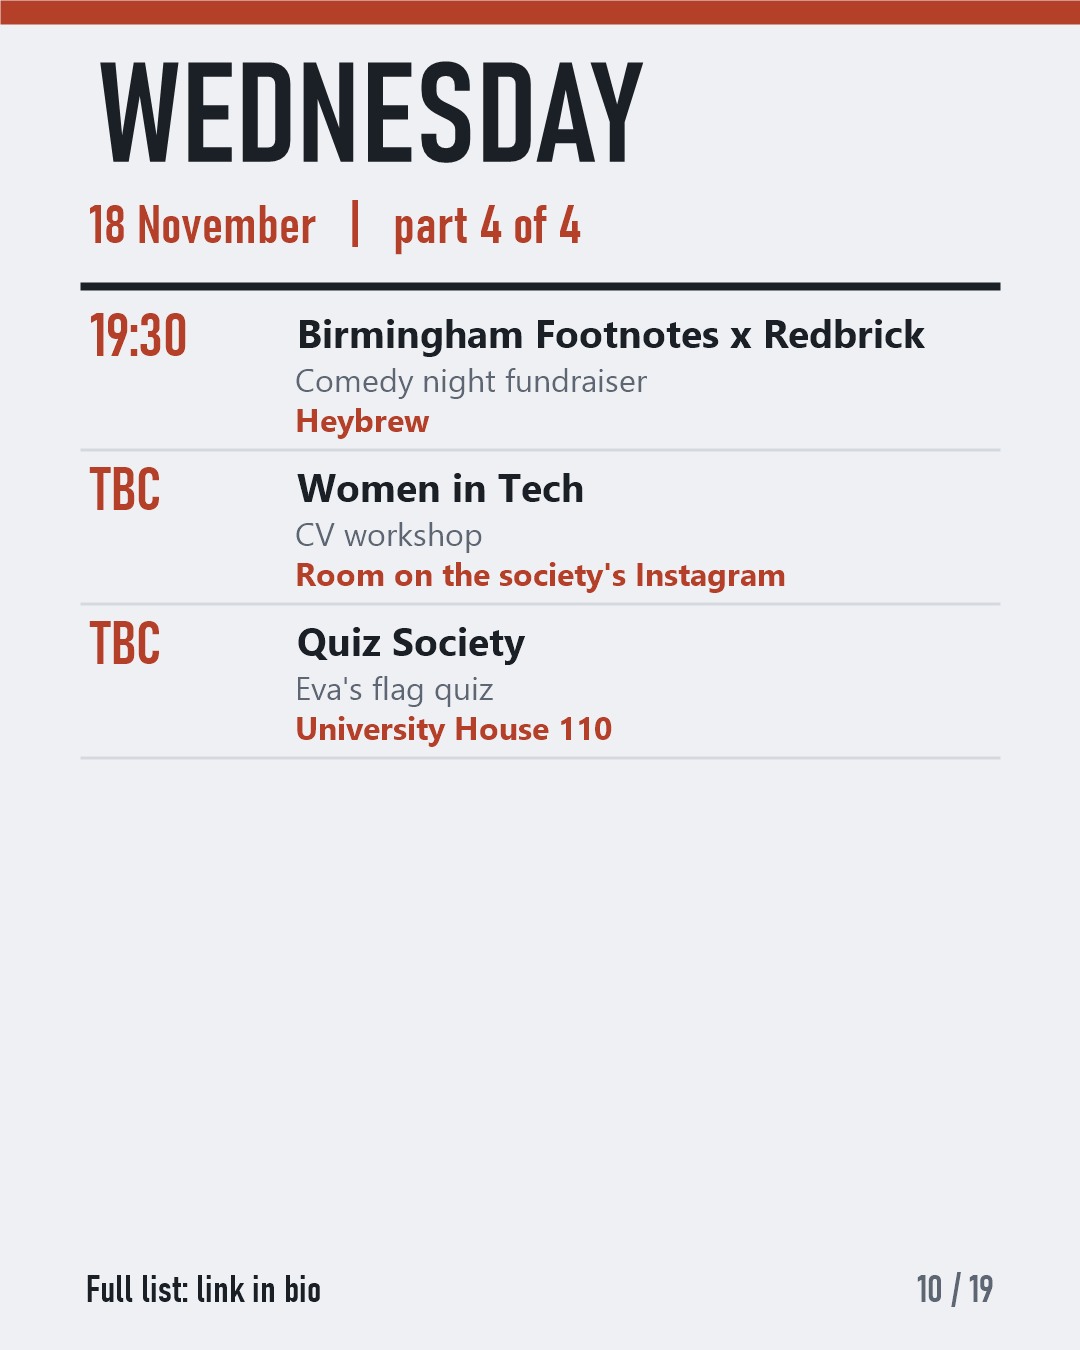 WEDNESDAY
18 November | part 4 of 4
19:30 Birmingham Footnotes x Redbrick
Comedy night fundraiser
Heybrew
TBC Women in Tech
CV workshop
Room on the society's Instagram
TBC Quiz Society
Eva's flag quiz
University House 110
Full list: link in bio
10 / 19